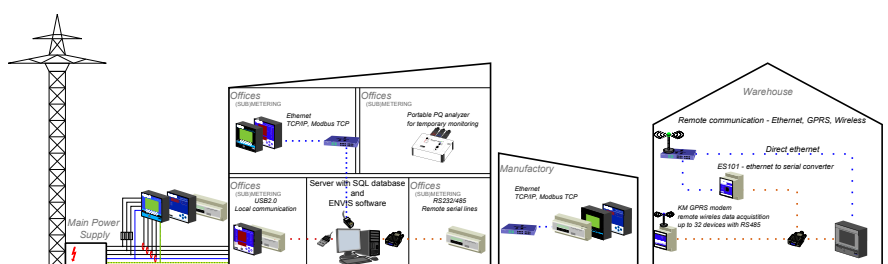 Main Power
Supply
Offices
(SUB)METERING
Ethernet
TCP/IP, Modbus TCP
Offices
(SUB)METERING
Portable PQ analyzer
for temporary monitoring
Offices
(SUB)METERING
USB2.0
Local communication
Server with SQL database
and
ENVIS software
Offices
(SUB)METERING
RS232/485
Remote serial lines
Manufactory
Ethernet
TCP/IP, Modbus TCP
Warehouse
Remote communication - Ethernet, GPRS, Wireless
Direct ethernet
ES101 - ethernet to serial converter
KM GPRS modem
remote wireles data acquistition
up to 32 devices with RS485